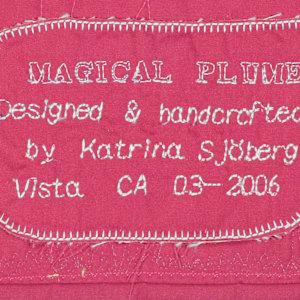 MAGICAL PLUME
Designed & handcrafted
by Katrina Sjöberg
Vista CA 03-2006